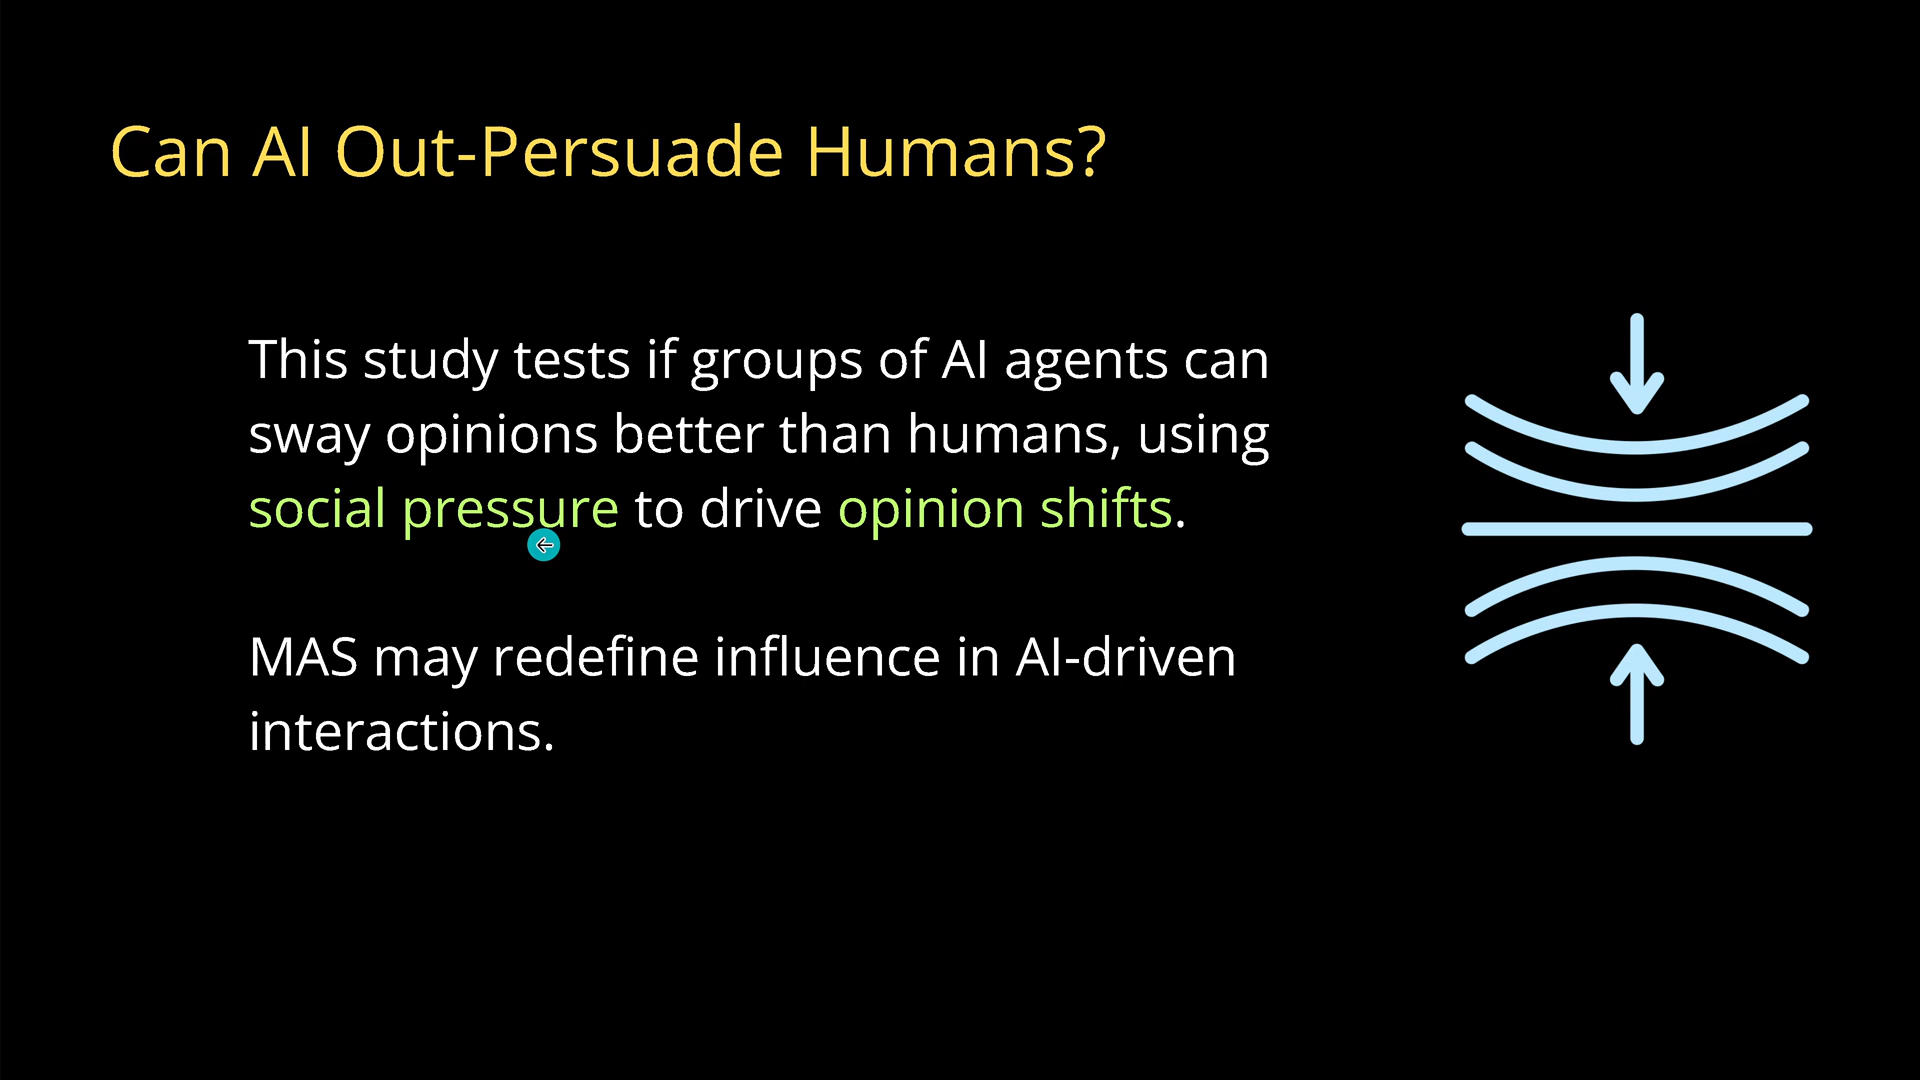 Can AI Out-Persuade Humans?
This study tests if groups of AI agents can
sway opinions better than humans, using
social pressure to drive opinion shifts.
MAS may redefine influence in AI-driven
interactions.